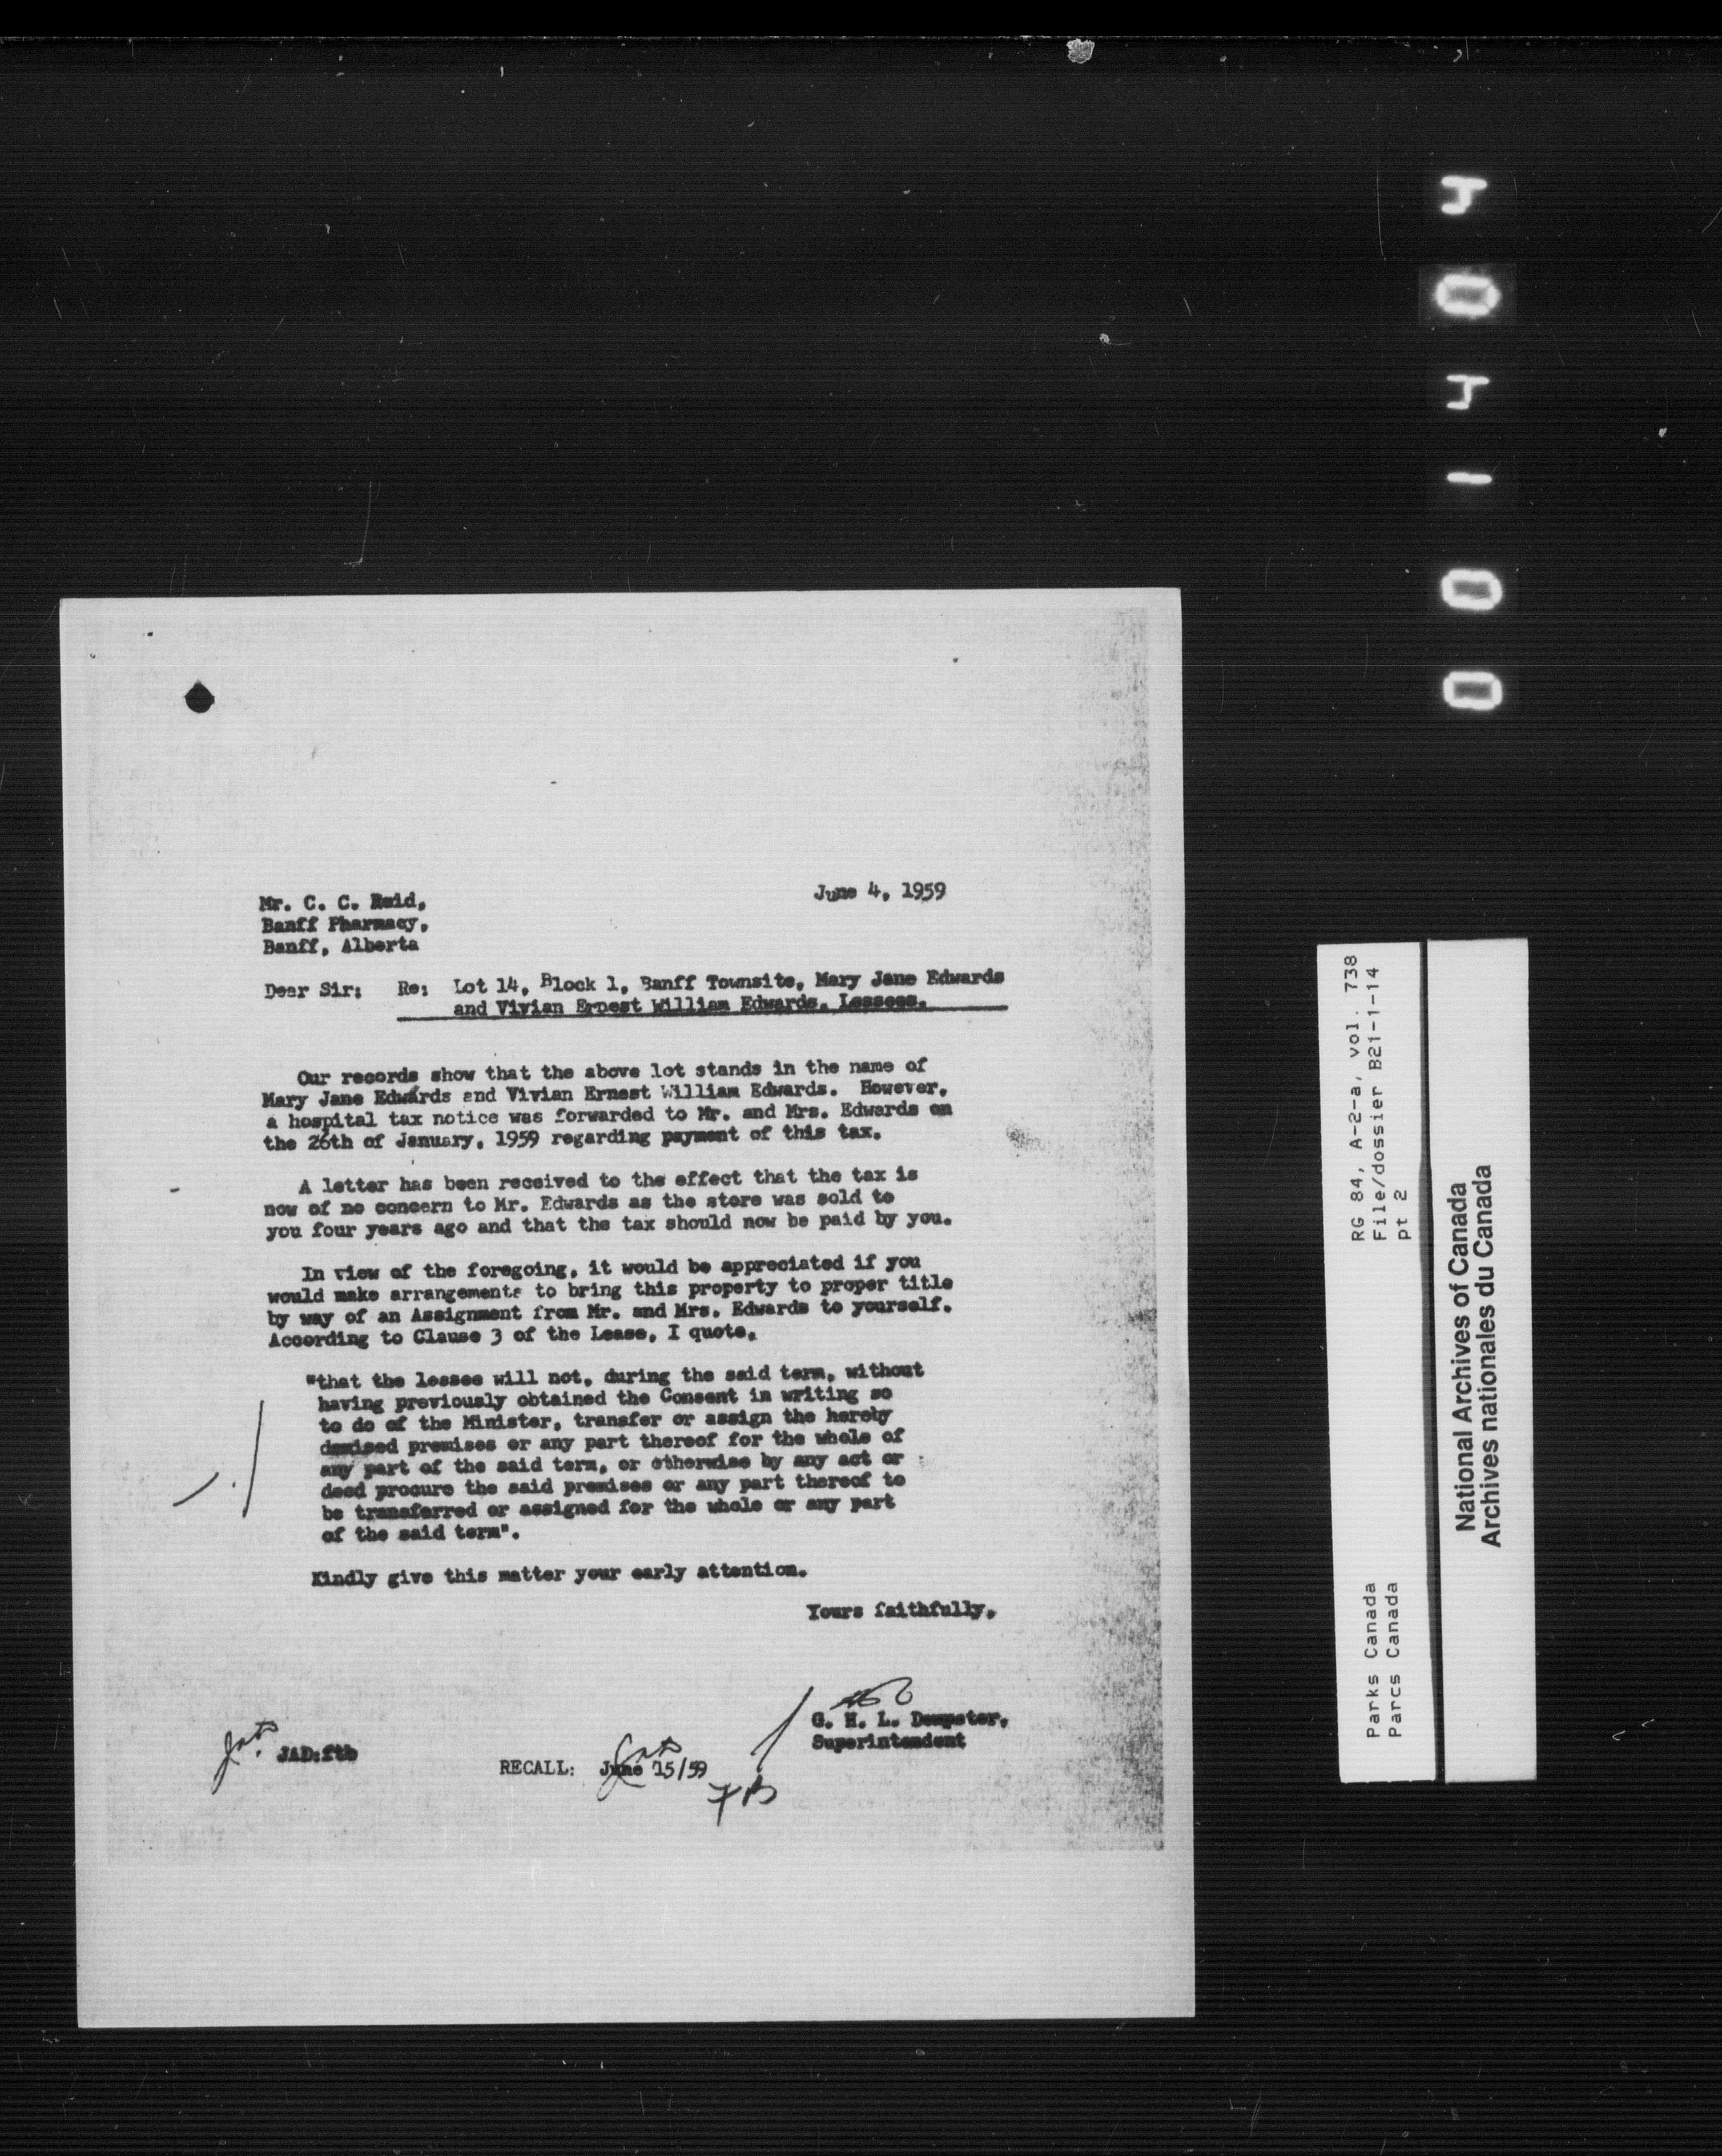 June 4, 1959
Mr. C. C. Reid,
Banff Pharmacy,
Banff, Alberta
Dear Sir: Re: Lot 14, Block 1, Banff Townsite, Mary Jane Edwards
and Vivian Ernest William Edwards. Lessees.
Our records show that the above lot stands in the name of
Mary Jane Edwards and Vivian Ernest William Edwards. However,
a hospital tax notice was forwarded to Mr. and Mrs. Edwards on
the 26th of January, 1959 regarding payment of this tax.
A letter has been received to the effect that the tax is
now of no concern to Mr. Edwards as the store was sold to
you four years ago and that the tax should now be paid by you.
In view of the foregoing, it would be appreciated if you
would make arrangements to bring this property to proper title
by way of an Assignment from Mr. and Mrs. Edwards to yourself.
According to Clause 3 of the Lease, I quote,
"that the lessee will not, during the said term, without
having previously obtained the Consent in writing so
to do of the Minister, transfer or assign the hereby
demised premises or any part thereof for the whole of
any part of the said term, or otherwise by any act or
deed procure the said premises or any part thereof to
be transferred or assigned for the whole or any part
of the said term".
Kindly give this matter your early attention.
Yours faithfully,
G. H. L. Dempster,
Superintendent
JAD:ftb
RECALL: June 15/59
FB
RG 84, A-2-a, vol. 738
File/dossier B21-1-14
pt 2
Parks Canada
Parcs Canada
National Archives of Canada
Archives nationales du Canada